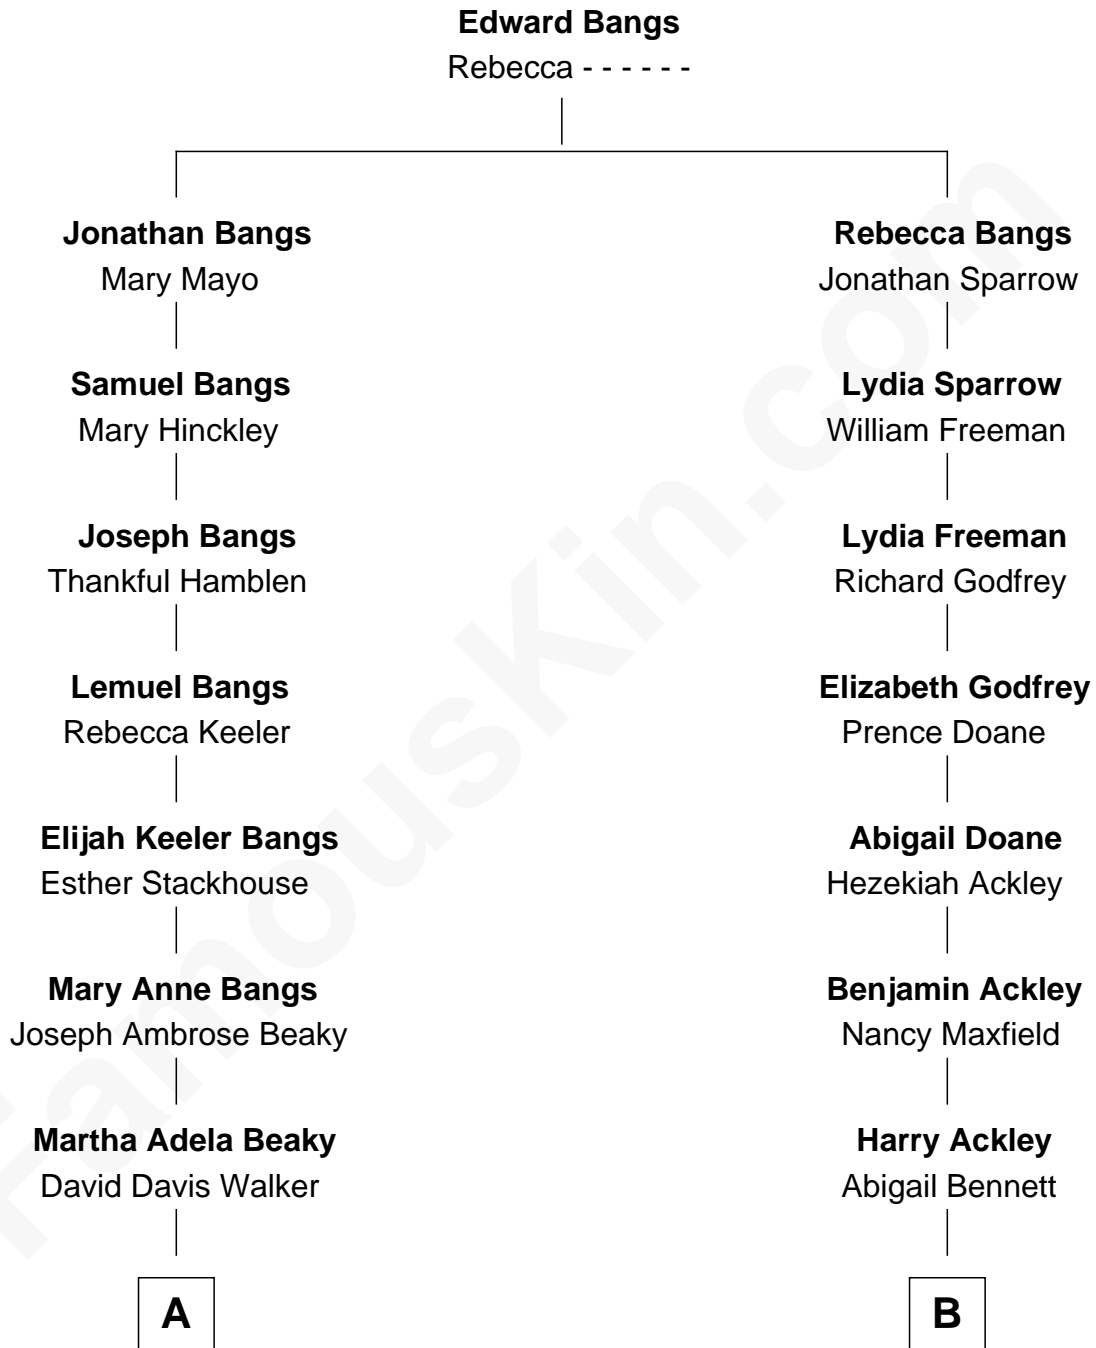 Edward Bangs
Rebecca - - - - - -
Jonathan Bangs
Mary Mayo
Rebecca Bangs
Jonathan Sparrow
Samuel Bangs
Mary Hinckley
Lydia Sparrow
William Freeman
Joseph Bangs
Thankful Hamblen
Lydia Freeman
Richard Godfrey
Lemuel Bangs
Rebecca Keeler
Elizabeth Godfrey
Prence Doane
Elijah Keeler Bangs
Esther Stackhouse
Abigail Doane
Hezekiah Ackley
Mary Anne Bangs
Joseph Ambrose Beaky
Benjamin Ackley
Nancy Maxfield
Martha Adela Beaky
David Davis Walker
Harry Ackley
Abigail Bennett
A
B
FamousKin.com